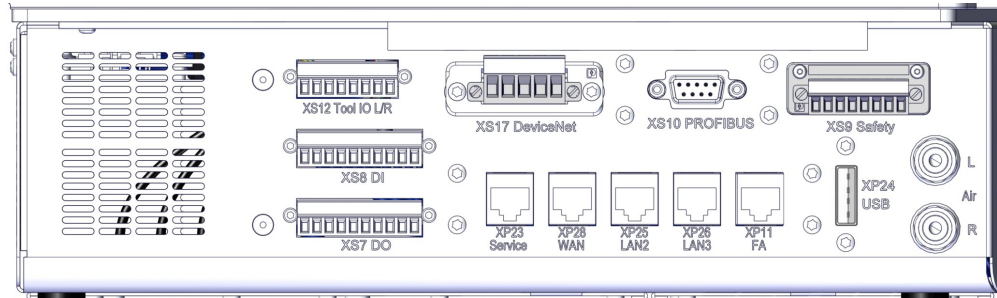 XS12 Tool IO L/R
XS17 DeviceNet
XS10 PROFIBUS
XS9 Safety
XS8 DI
XS7 DO
XP23
Service
XP28
WAN
XP25
LAN2
XP26
LAN3
XP11
FA
XP24
USB
L
Air
R